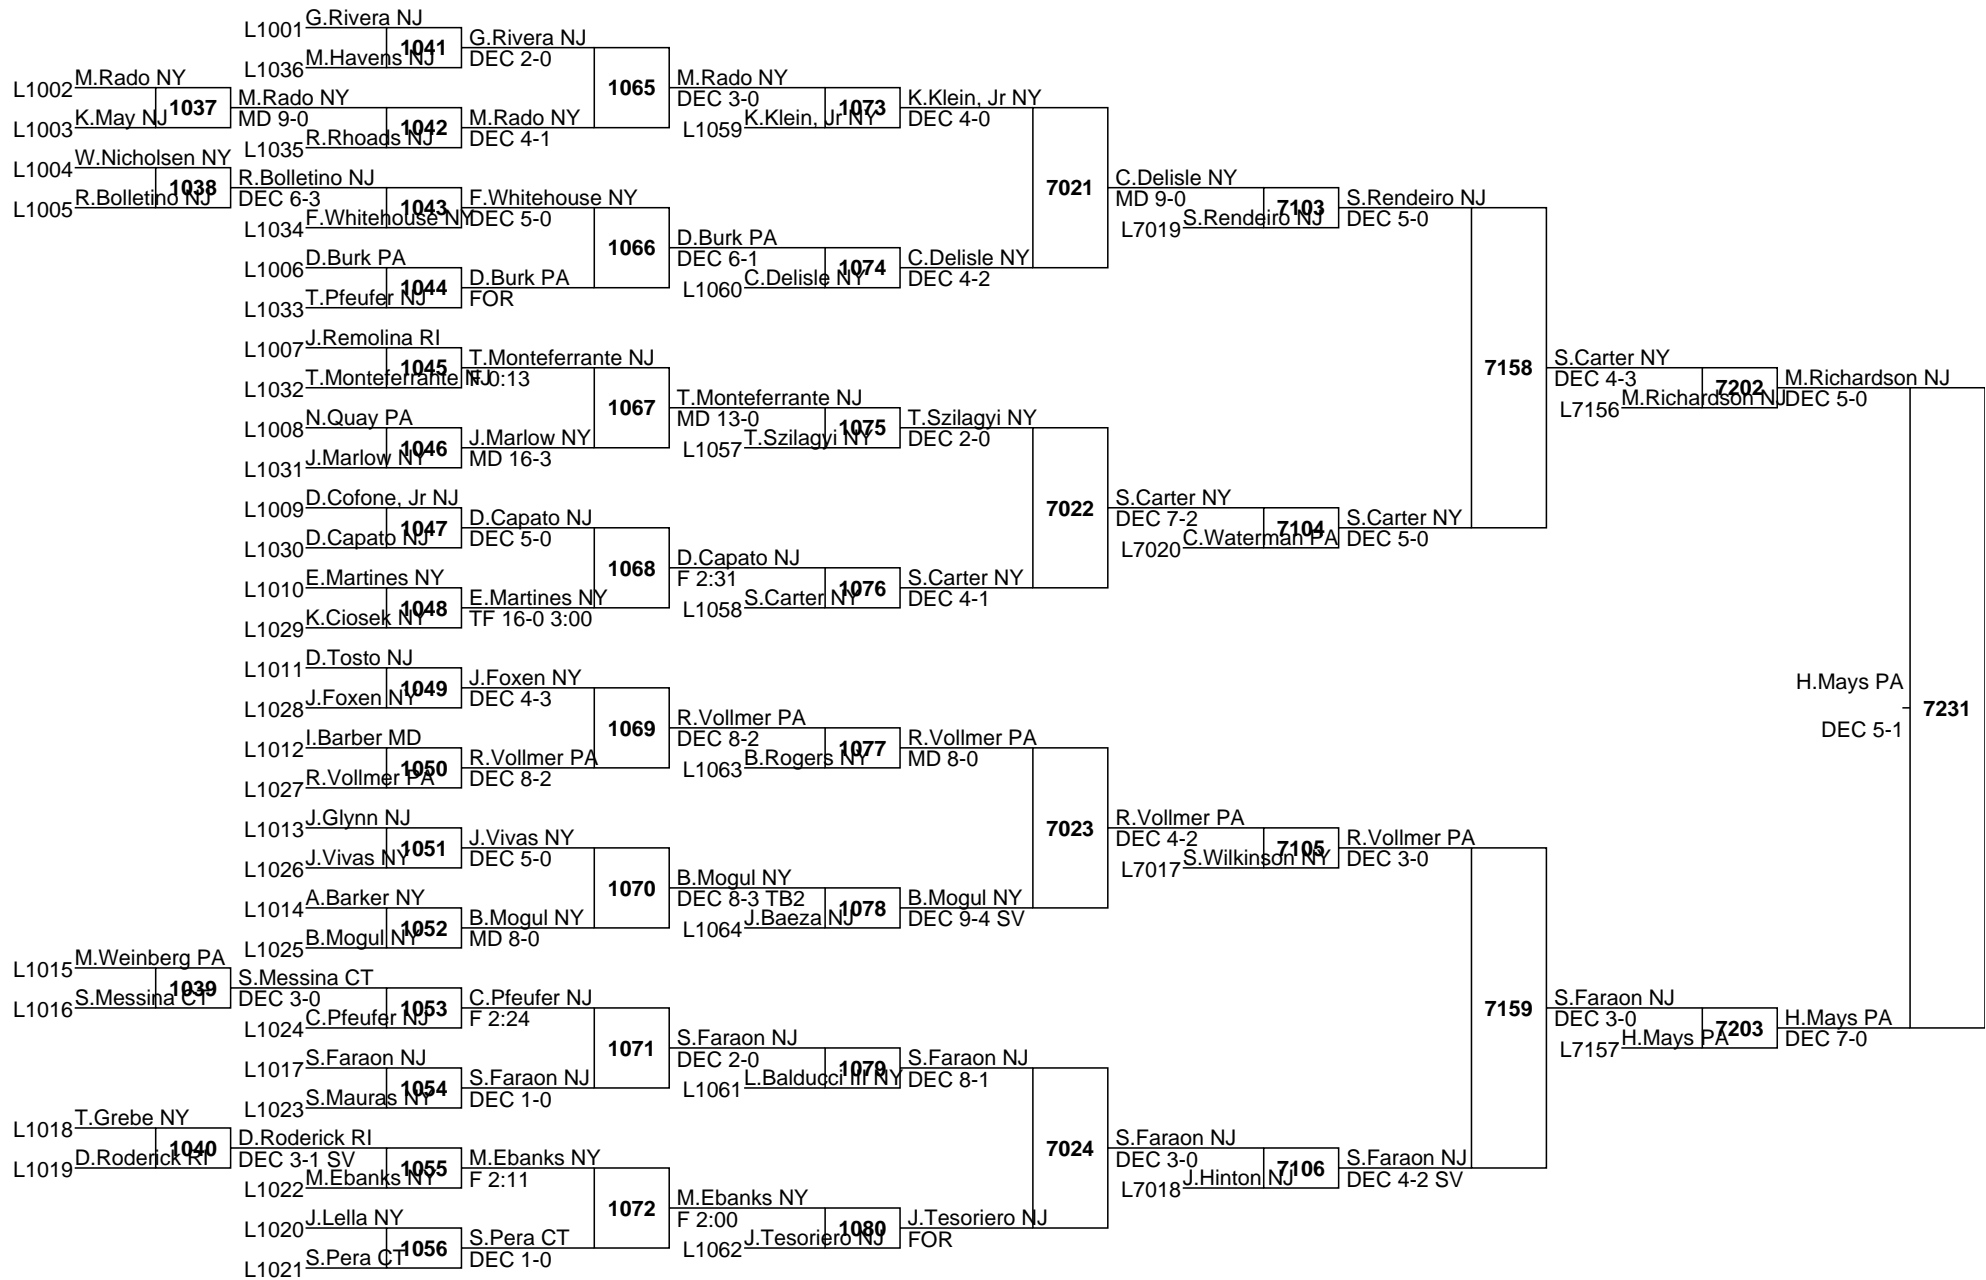 G.Rivera NJ
L1001
1041
G.Rivera NJ
DEC 2-0
M.Havens NJ
L1036
M.Rado NY
L1002
1037
K.May NJ
L1003
M.Rado NY
MD 9-0
1042
R.Rhoads NJ
L1035
M.Rado NY
DEC 4-1
1065
M.Rado NY
DEC 3-0
1073
K.Klein, Jr NY
L1059
K.Klein, Jr NY
DEC 4-0
W.Nicholsen NY
L1004
1038
R.Bolletino NJ
L1005
R.Bolletino NJ
DEC 6-3
1043
F.Whitehouse NY
L1034
F.Whitehouse NY
DEC 5-0
1066
D.Burk PA
L1006
1044
T.Pfeufer NJ
L1033
D.Burk PA
FOR
D.Burk PA
DEC 6-1
1074
C.Delisle NY
L1060
C.Delisle NY
DEC 4-2
7021
C.Delisle NY
MD 9-0
7103
S.Rendeiro NJ
L7019
S.Rendeiro NJ
DEC 5-0
J.Remolina RI
L1007
1045
T.Monteferrante NJ
L1032
T.Monteferrante NJ
F 0:13
1067
N.Quay PA
L1008
1046
J.Marlow NY
L1031
J.Marlow NY
MD 16-3
T.Monteferrante NJ
MD 13-0
1075
T.Szilagyi NY
L1057
T.Szilagyi NY
DEC 2-0
D.Cofone, Jr NJ
L1009
1047
D.Capato NJ
L1030
D.Capato NJ
DEC 5-0
1068
E.Martines NY
L1010
1048
K.Ciosek NY
L1029
E.Martines NY
TF 16-0 3:00
D.Capato NJ
F 2:31
1076
S.Carter NY
L1058
S.Carter NY
DEC 4-1
7022
S.Carter NY
DEC 7-2
7104
C.Waterman PA
L7020
S.Carter NY
DEC 5-0
7158
S.Carter NY
DEC 4-3
7202
M.Richardson NJ
L7156
M.Richardson NJ
DEC 5-0
D.Tosto NJ
L1011
1049
J.Foxen NY
L1028
J.Foxen NY
DEC 4-3
1069
I.Barber MD
L1012
1050
R.Vollmer PA
L1027
R.Vollmer PA
DEC 8-2
R.Vollmer PA
DEC 8-2
1077
B.Rogers NY
L1063
R.Vollmer PA
MD 8-0
J.Glynn NJ
L1013
1051
J.Vivas NY
L1026
J.Vivas NY
DEC 5-0
1070
A.Barker NY
L1014
1052
B.Mogul NY
L1025
B.Mogul NY
MD 8-0
B.Mogul NY
DEC 8-3 TB2
1078
J.Baeza NJ
L1064
B.Mogul NY
DEC 9-4 SV
7023
R.Vollmer PA
DEC 4-2
7105
S.Wilkinson NY
L7017
R.Vollmer PA
DEC 3-0
M.Weinberg PA
L1015
1039
S.Messina CT
L1016
S.Messina CT
DEC 3-0
1053
C.Pfeufer NJ
L1024
C.Pfeufer NJ
F 2:24
1071
S.Faraon NJ
L1017
1054
S.Mauras NY
L1023
S.Faraon NJ
DEC 1-0
S.Faraon NJ
DEC 2-0
1079
L.Balducci III NY
L1061
S.Faraon NJ
DEC 8-1
T.Grebe NY
L1018
1040
D.Roderick RI
L1019
D.Roderick RI
DEC 3-1 SV
1055
M.Ebanks NY
L1022
M.Ebanks NY
F 2:11
1072
J.Lella NY
L1020
1056
S.Pera CT
L1021
S.Pera CT
DEC 1-0
M.Ebanks NY
F 2:00
1080
J.Tesoriero NJ
L1062
J.Tesoriero NJ
FOR
7024
S.Faraon NJ
DEC 3-0
7106
J.Hinton NJ
L7018
S.Faraon NJ
DEC 4-2 SV
7159
S.Faraon NJ
DEC 3-0
7203
H.Mays PA
L7157
H.Mays PA
DEC 7-0
H.Mays PA
DEC 5-1
7231